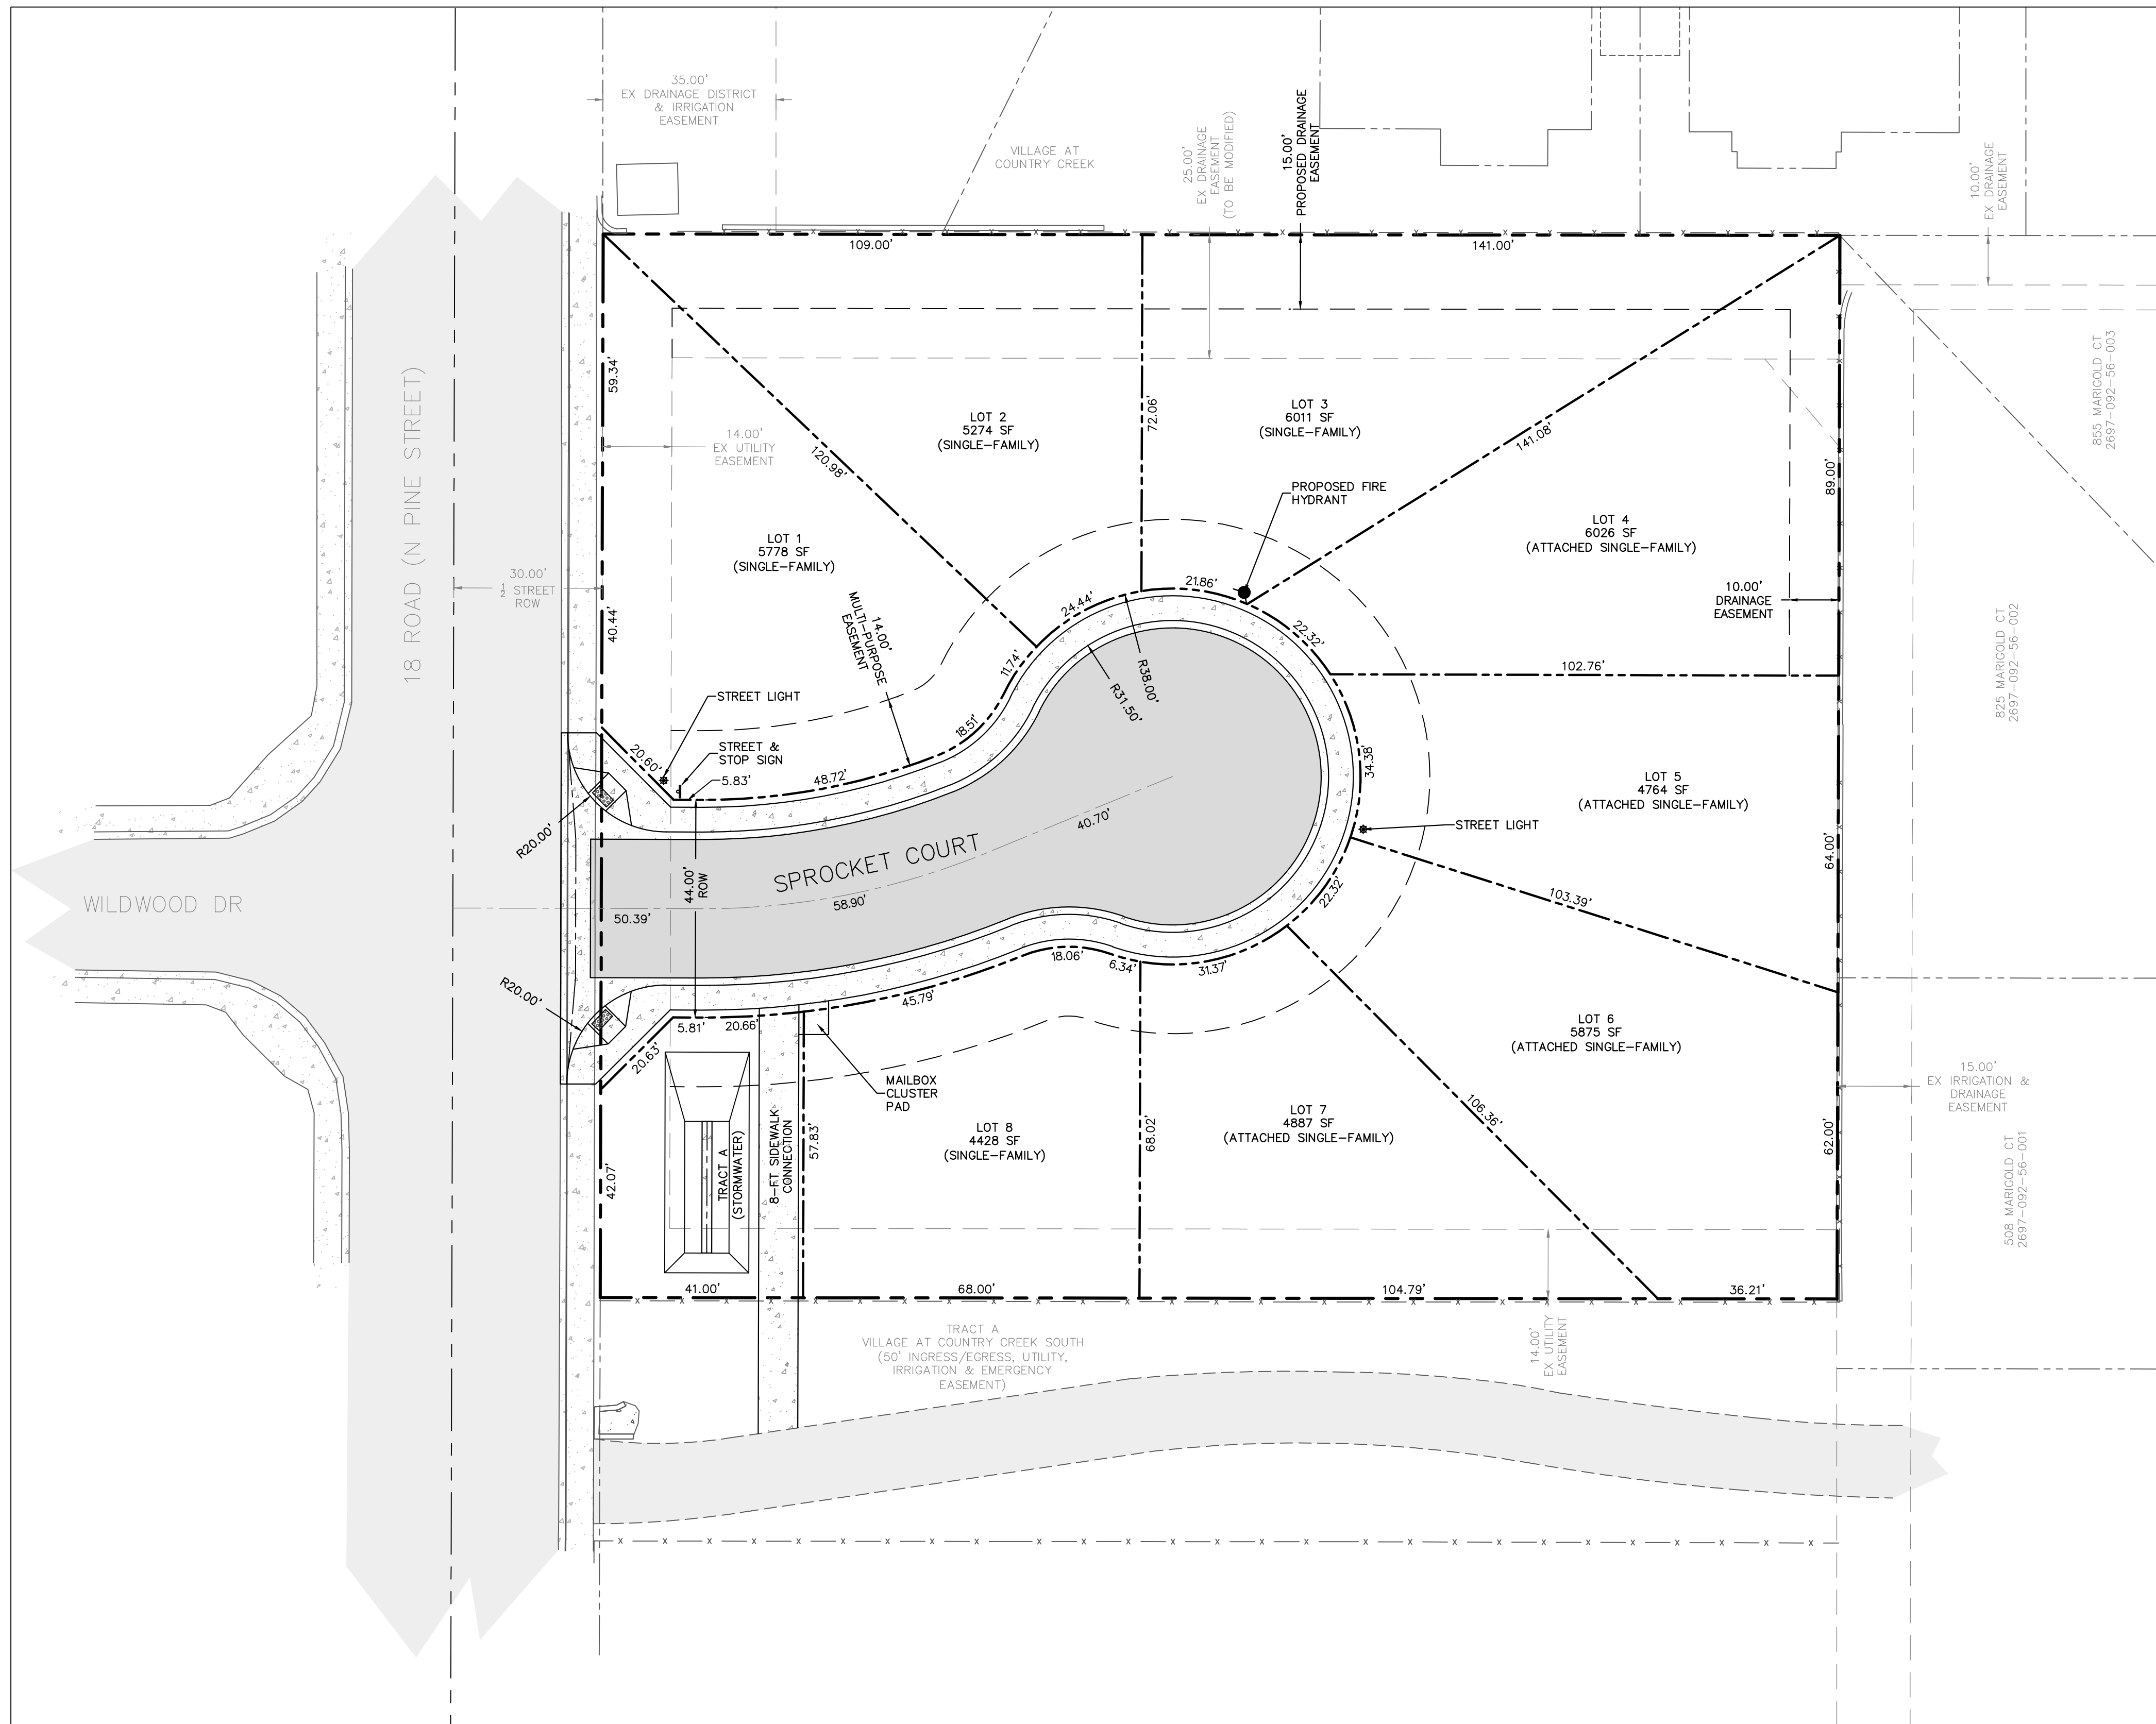 35.00'
EX DRAINAGE DISTRICT
& IRRIGATION
EASEMENT
VILLAGE AT
COUNTRY CREEK
25.00'
EX DRAINAGE
EASEMENT
(TO BE MODIFIED)
15.00'
PROPOSED DRAINAGE
EASEMENT
10.00'
EX DRAINAGE
EASEMENT
109.00'
141.00'
59.34'
14.00'
EX UTILITY
EASEMENT
120.98'
LOT 2
5274 SF
(SINGLE-FAMILY)
72.06'
LOT 3
6011 SF
(SINGLE-FAMILY)
141.08'
89.00'
855 MARIGOLD CT
2697-092-56-003
18 ROAD (N PINE STREET)
30.00'
1/2 STREET
ROW
40.44'
LOT 1
5778 SF
(SINGLE-FAMILY)
PROPOSED FIRE
HYDRANT
LOT 4
6026 SF
(ATTACHED SINGLE-FAMILY)
10.00'
DRAINAGE
EASEMENT
14.00'
MULTI-PURPOSE
EASEMENT
24.44'
21.86'
22.32'
11.74'
18.51'
R38.00'
R31.50'
102.76'
825 MARIGOLD CT
2697-092-56-002
STREET LIGHT
STREET &
STOP SIGN
20.60'
5.83'
48.72'
34.38'
LOT 5
4764 SF
(ATTACHED SINGLE-FAMILY)
STREET LIGHT
64.00'
R20.00'
44.00'
ROW
SPROCKET COURT
40.70'
WILDWOOD DR
50.39'
58.90'
22.32'
103.39'
18.06'
6.34'
31.37'
R20.00'
45.79'
5.81'
20.66'
20.63'
LOT 6
5875 SF
(ATTACHED SINGLE-FAMILY)
15.00'
EX IRRIGATION &
DRAINAGE
EASEMENT
MAILBOX
CLUSTER
PAD
42.07'
TRACT A
(STORMWATER)
8-FT SIDEWALK
CONNECTION
57.83'
LOT 8
4428 SF
(SINGLE-FAMILY)
68.02'
LOT 7
4887 SF
(ATTACHED SINGLE-FAMILY)
106.36'
62.00'
508 MARIGOLD CT
2697-092-56-001
41.00'
68.00'
104.79'
36.21'
TRACT A
VILLAGE AT COUNTRY CREEK SOUTH
(50' INGRESS/EGRESS, UTILITY,
IRRIGATION & EMERGENCY
EASEMENT)
14.00'
EX UTILITY
EASEMENT